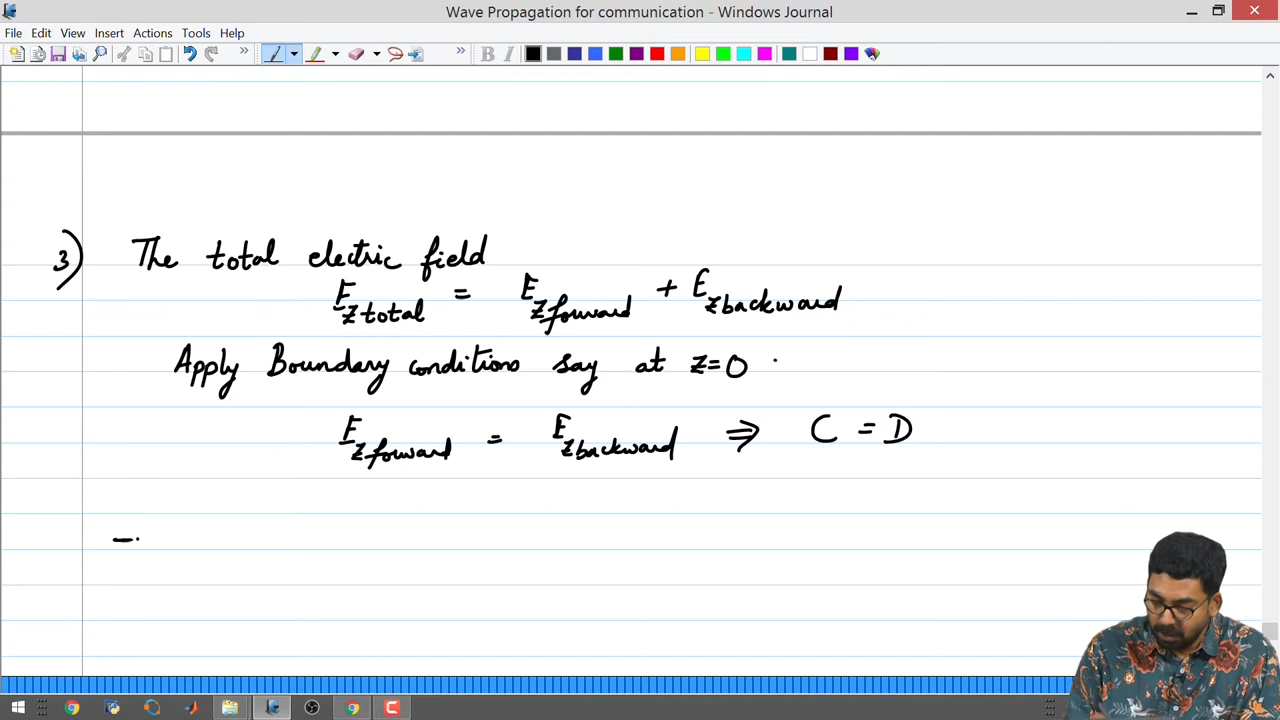 Wave Propagation for communication - Windows Journal
File Edit View Insert Actions Tools Help
B I
3) The total electric field
E_z total = E_z forward + E_z backward
Apply Boundary conditions say at z=0 .
E_z forward = E_z backward ⇒ C = D